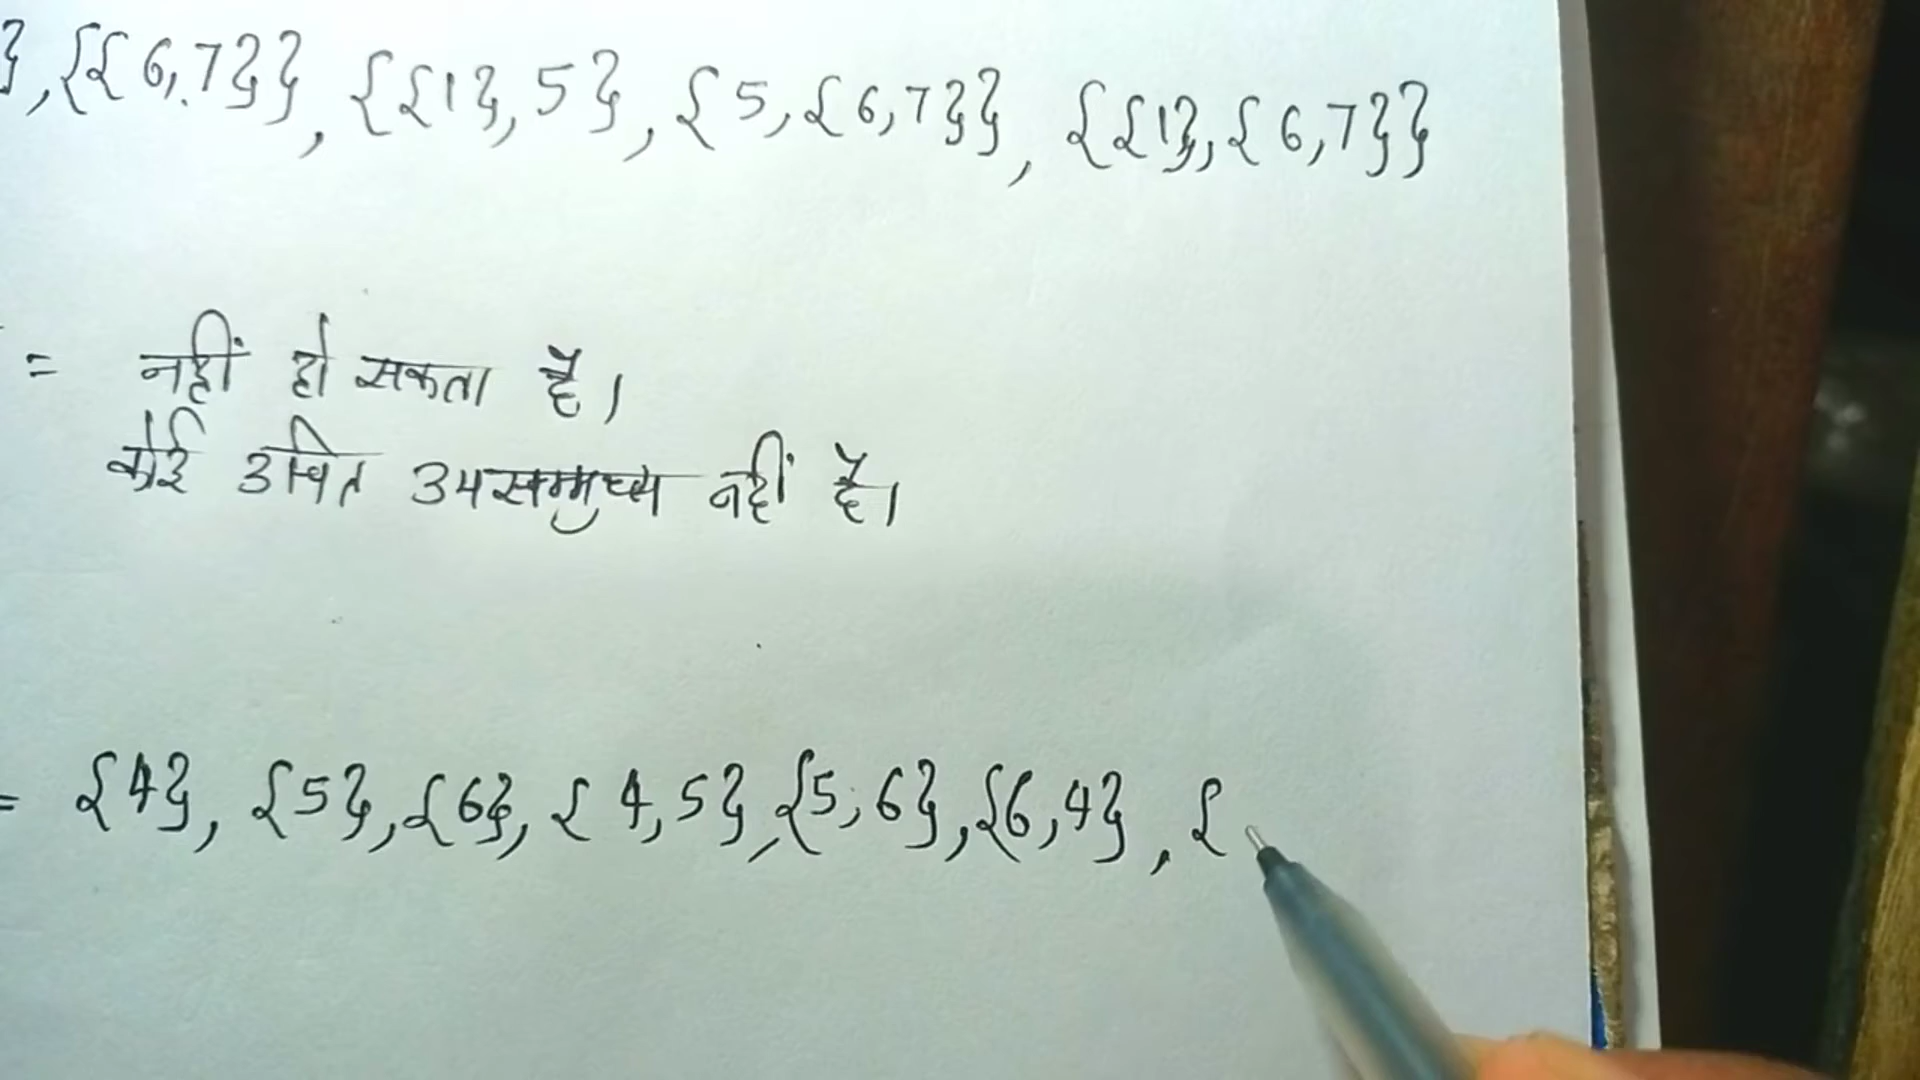 }, {{6,7}}, {{1}, 5}, {5, {6,7}}, {{1}, {6,7}}
= नहीं हो सकता है।
कोई उचित उपसम्मुच्य नहीं है।
= {4}, {5}, {6}, {4,5}, {5,6}, {6,4}, {